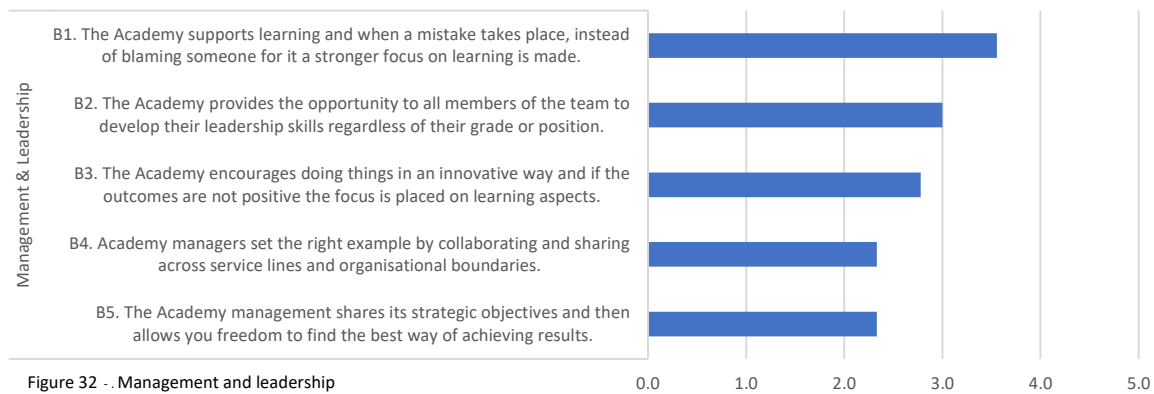 B1. The Academy supports learning and when a mistake takes place, instead
of blaming someone for it a stronger focus on learning is made.
B2. The Academy provides the opportunity to all members of the team to
develop their leadership skills regardless of their grade or position.
B3. The Academy encourages doing things in an innovative way and if the
outcomes are not positive the focus is placed on learning aspects.
B4. Academy managers set the right example by collaborating and sharing
across service lines and organisational boundaries.
B5. The Academy management shares its strategic objectives and then
allows you freedom to find the best way of achieving results.
Management & Leadership
0.0 1.0 2.0 3.0 4.0 5.0
Figure 32 - . Management and leadership